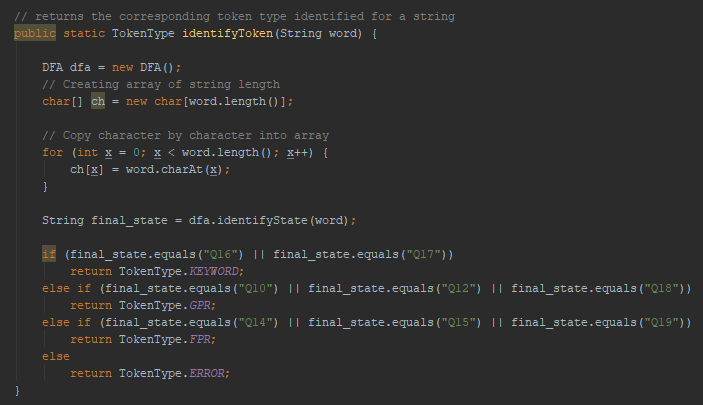 // returns the corresponding token type identified for a string
public static TokenType identifyToken(String word) {
DFA dfa = new DFA();
// Creating array of string length
char[] ch = new char[word.length()];
// Copy character by character into array
for (int x = 0; x < word.length(); x++) {
ch[x] = word.charAt(x);
}
String final_state = dfa.identifyState(word);
if (final_state.equals("Q16") || final_state.equals("Q17"))
return TokenType.KEYWORD;
else if (final_state.equals("Q10") || final_state.equals("Q12") || final_state.equals("Q18"))
return TokenType.GPR;
else if (final_state.equals("Q14") || final_state.equals("Q15") || final_state.equals("Q19"))
return TokenType.FPR;
else
return TokenType.ERROR;
}